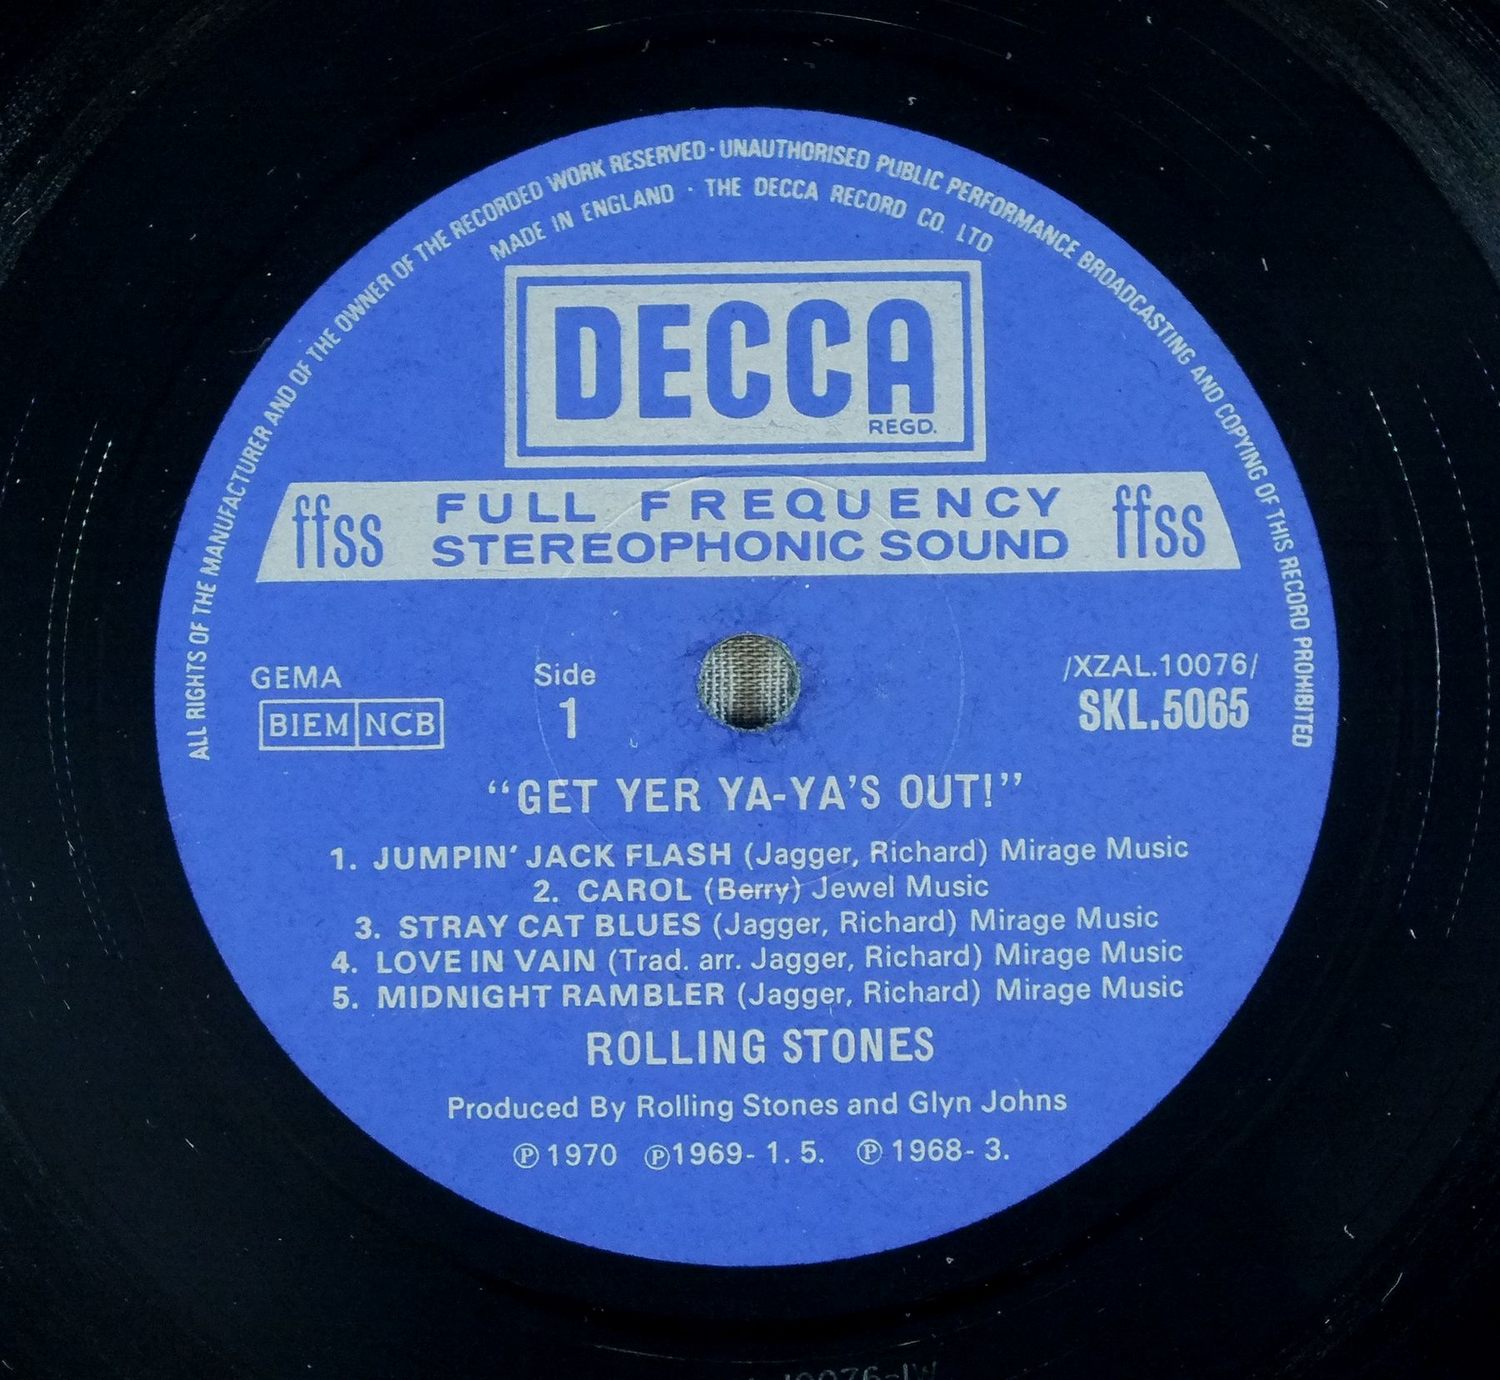 ALL RIGHTS OF THE MANUFACTURER AND OF THE OWNER OF THE RECORDED WORK RESERVED · UNAUTHORISED PUBLIC PERFORMANCE BROADCASTING AND COPYING OF THIS RECORD PROHIBITED
MADE IN ENGLAND · THE DECCA RECORD CO. LTD
DECCA
REGD.
ffss FULL FREQUENCY ffss
STEREOPHONIC SOUND
GEMA Side /XZAL.10076/
BIEM NCB 1 SKL.5065
“GET YER YA-YA’S OUT!”
1. JUMPIN’ JACK FLASH (Jagger, Richard) Mirage Music
2. CAROL (Berry) Jewel Music
3. STRAY CAT BLUES (Jagger, Richard) Mirage Music
4. LOVE IN VAIN (Trad. arr. Jagger, Richard) Mirage Music
5. MIDNIGHT RAMBLER (Jagger, Richard) Mirage Music
ROLLING STONES
Produced By Rolling Stones and Glyn Johns
℗ 1970 ℗ 1969- 1. 5. ℗ 1968- 3.